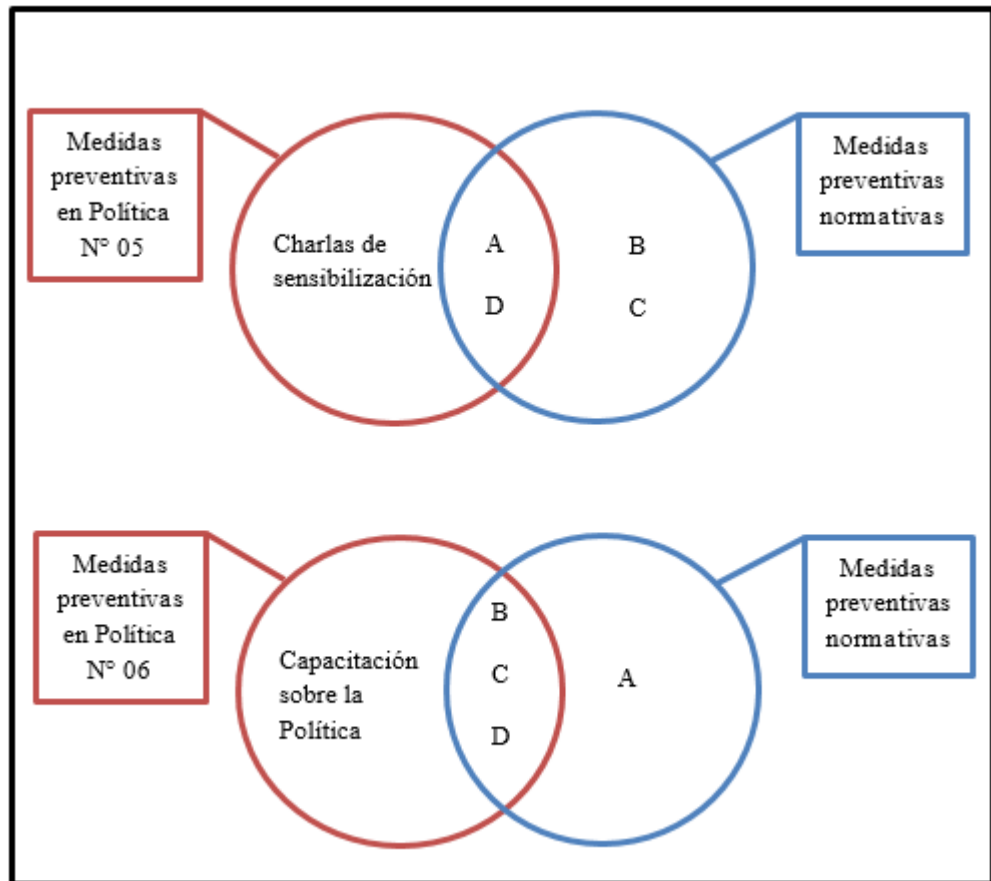 Medidas
preventivas
en Política
N° 05
Charlas de
sensibilización
A
D
B
C
Medidas
preventivas
normativas
Medidas
preventivas
en Política
N° 06
Capacitación
sobre la
Política
B
C
D
A
Medidas
preventivas
normativas